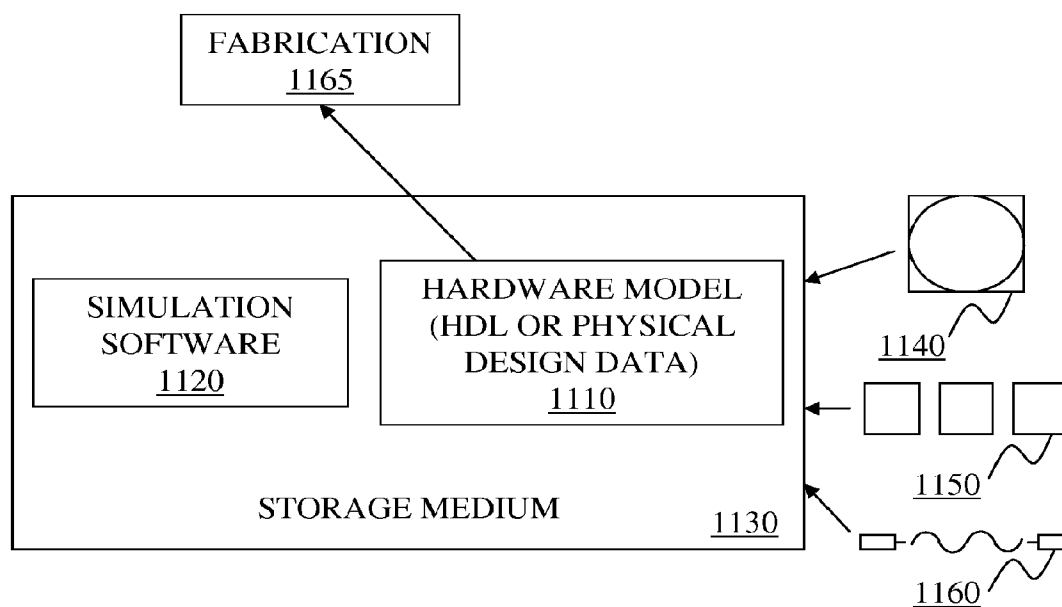 FABRICATION
1165
SIMULATION
SOFTWARE
1120
HARDWARE MODEL
(HDL OR PHYSICAL
DESIGN DATA)
1110
STORAGE MEDIUM
1130
1140
1150
1160